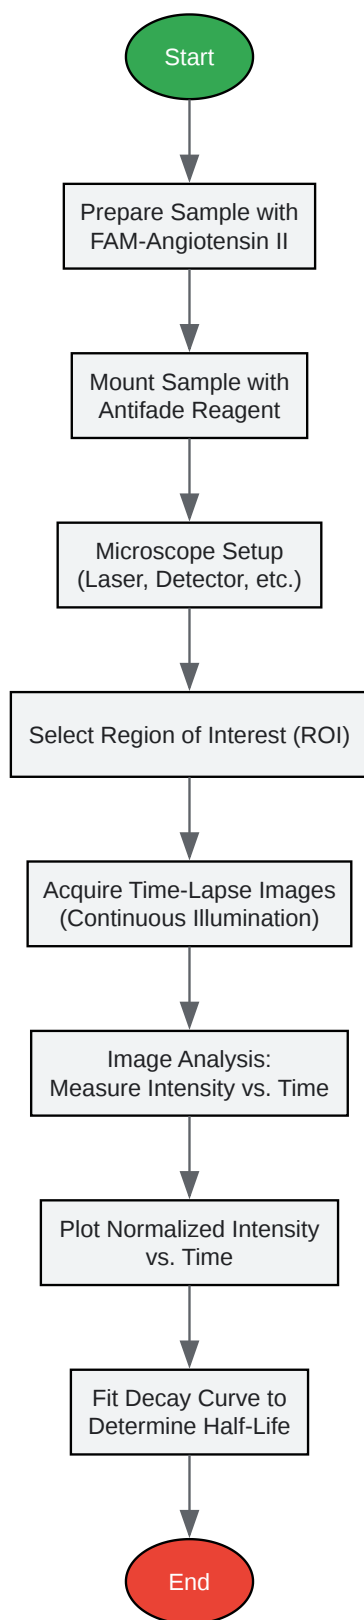 Start
Prepare Sample with
FAM-Angiotensin II
Mount Sample with
Antifade Reagent
Microscope Setup
(Laser, Detector, etc.)
Select Region of Interest (ROI)
Acquire Time-Lapse Images
(Continuous Illumination)
Image Analysis:
Measure Intensity vs. Time
Plot Normalized Intensity
vs. Time
Fit Decay Curve to
Determine Half-Life
End